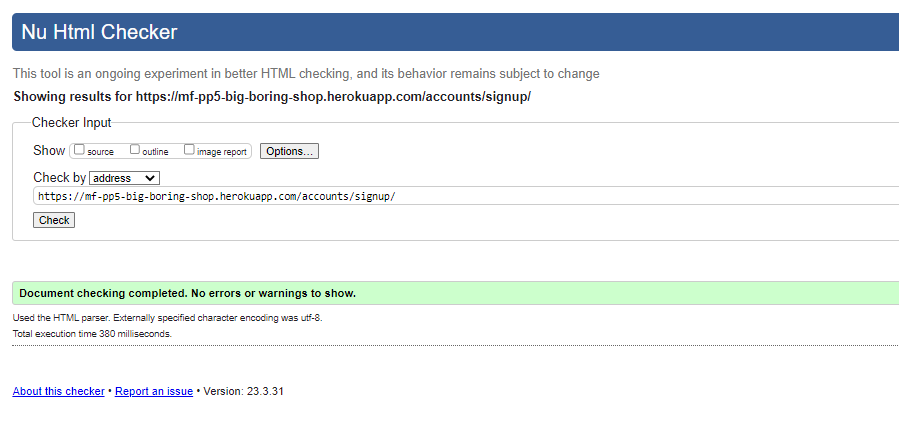 Nu Html Checker
This tool is an ongoing experiment in better HTML checking, and its behavior remains subject to change
Showing results for https://mf-pp5-big-boring-shop.herokuapp.com/accounts/signup/
Checker Input
Show source outline image report Options...
Check by address
https://mf-pp5-big-boring-shop.herokuapp.com/accounts/signup/
Check
Document checking completed. No errors or warnings to show.
Used the HTML parser. Externally specified character encoding was utf-8.
Total execution time 380 milliseconds.
About this checker • Report an issue • Version: 23.3.31